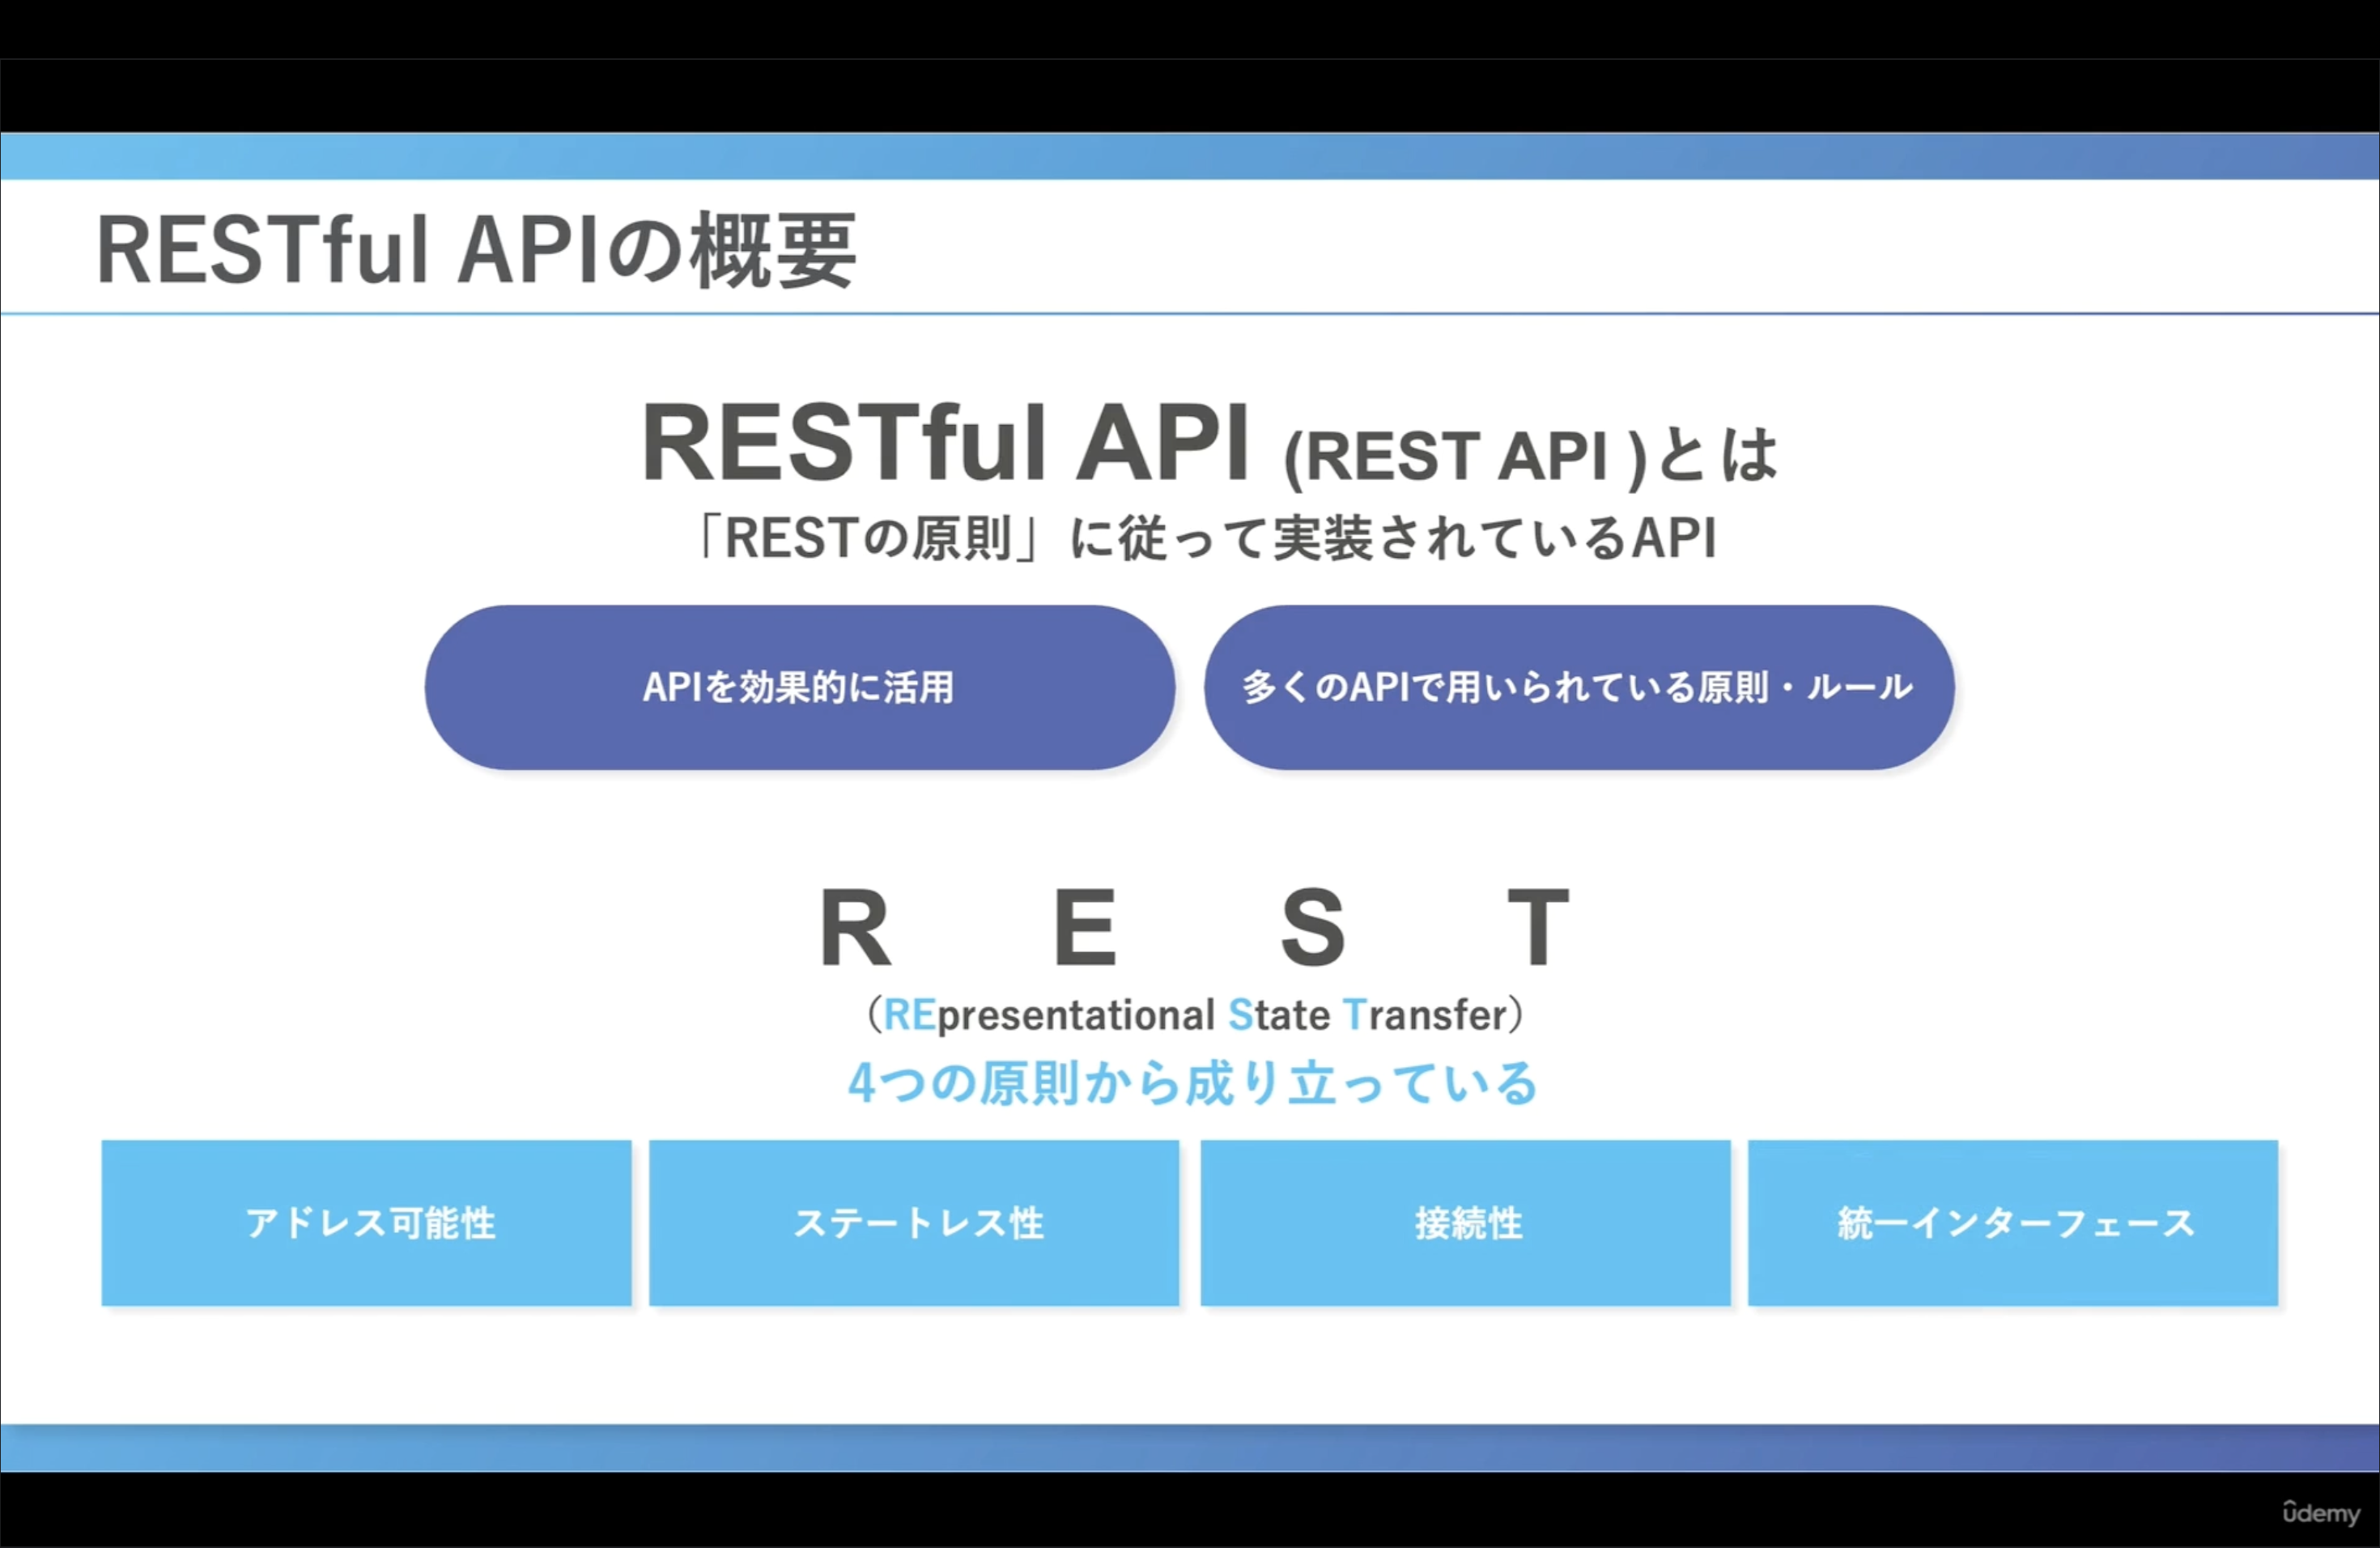 RESTful APIの概要
RESTful API (REST API )とは
「RESTの原則」に従って実装されているAPI
APIを効果的に活用
多くのAPIで用いられている原則・ルール
R E S T
（REpresentational State Transfer）
4つの原則から成り立っている
アドレス可能性
ステートレス性
接続性
統一インターフェース
ûdemy